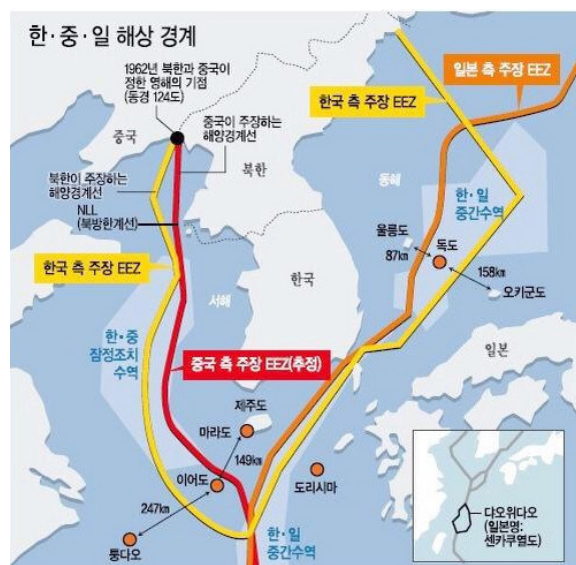 한·중·일 해상 경계
1962년 북한과 중국이
정한 영해의 기점
(동경 124도)
일본 측 주장 EEZ
한국 측 주장 EEZ
중국
중국이 주장하는
해양경계선
북한이 주장하는
해양경계선
북한
NLL
(북방한계선)
동해
한·일
중간수역
울릉도
독도
87㎞
158㎞
오키군도
한국 측 주장 EEZ
한국
서해
한·중
잠정조치
수역
일본
중국 측 주장 EEZ(추정)
제주도
마라도
149㎞
이어도
도리시마
247㎞
퉁다오
한·일
중간수역
댜오위다오
(일본명:
센카쿠열도)